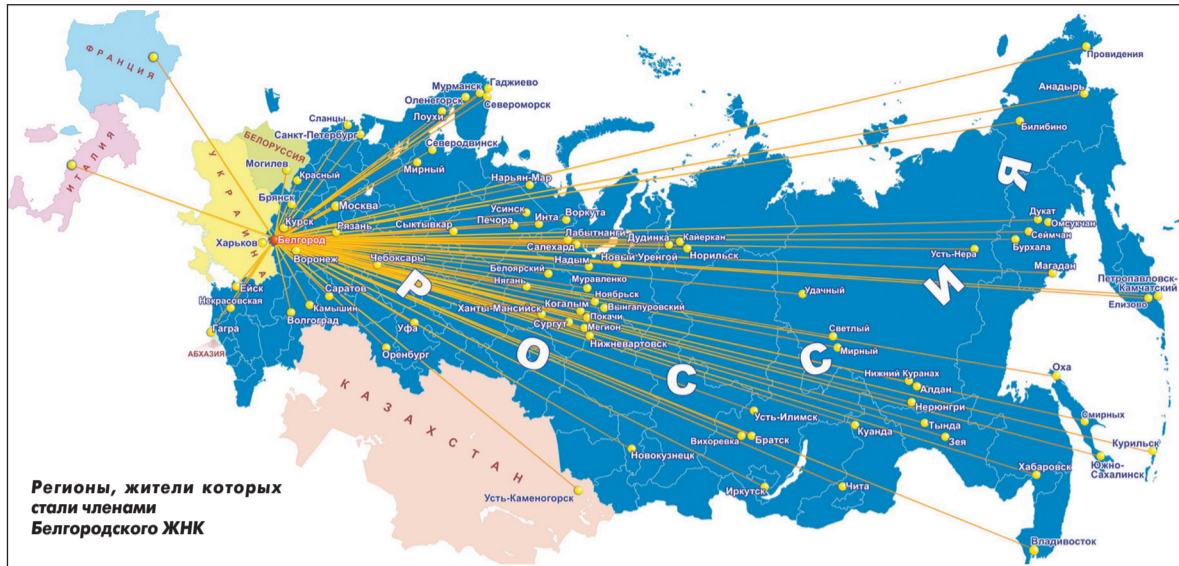 ФРАНЦИЯ
ИТАЛИЯ
УКРАИНА
БЕЛОРУССИЯ
РОССИЯ
КАЗАХСТАН
АБХАЗИЯ
Провидения
Анадырь
Билибино
Мурманск
Гаджиево
Оленегорск
Североморск
Лоухи
Сланцы
Санкт-Петербург
Северодвинск
Мирный
Могилев
Красный
Нарьян-Мар
Брянск
Москва
Курск
Рязань
Сыктывкар
Усинск
Печора
Инта
Воркута
Харьков
Белгород
Лабытнанги
Салехард
Дудинка
Кайеркан
Норильск
Воронеж
Чебоксары
Надым
Новый Уренгой
Белоярский
Муравленко
Нягань
Дукат
Омсукчан
Сеймчан
Бурхала
Усть-Нера
Магадан
Петропавловск-
Камчатский
Елизово
Ейск
Некрасовская
Саратов
Камышин
Волгоград
Гагра
Уфа
Оренбург
Ноябрьск
Ханты-Мансийск
Когалым
Вынгапуровский
Покачи
Сургут
Мегион
Нижневартовск
Удачный
Светлый
Мирный
Нижний Куранах
Алдан
Нерюнгри
Тында
Зея
Куанда
Усть-Илимск
Вихоревка
Братск
Новокузнецк
Иркутск
Чита
Усть-Каменогорск
Оха
Смирных
Курильск
Южно-
Сахалинск
Хабаровск
Владивосток
Регионы, жители которых
стали членами
Белгородского ЖНК